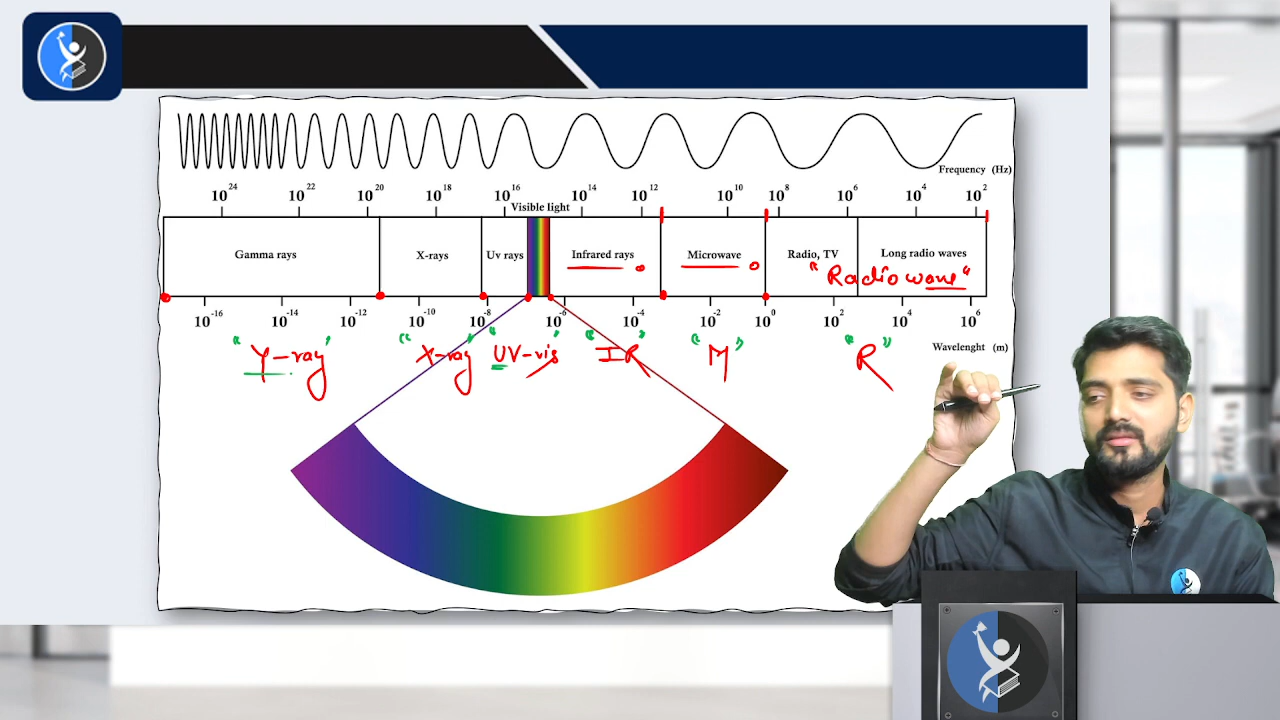 Frequency (Hz)
10^24 10^22 10^20 10^18 10^16 10^14 10^12 10^10 10^8 10^6 10^4 10^2
Visible light
Gamma rays X-rays Uv rays Infrared rays Microwave Radio, TV Long radio waves
"Radio wave"
10^-16 10^-14 10^-12 10^-10 10^-8 10^-6 10^-4 10^-2 10^0 10^2 10^4 10^6
Wavelenght (m)
"γ-ray" "X-ray" "UV-vis" "IR" "M" "R"